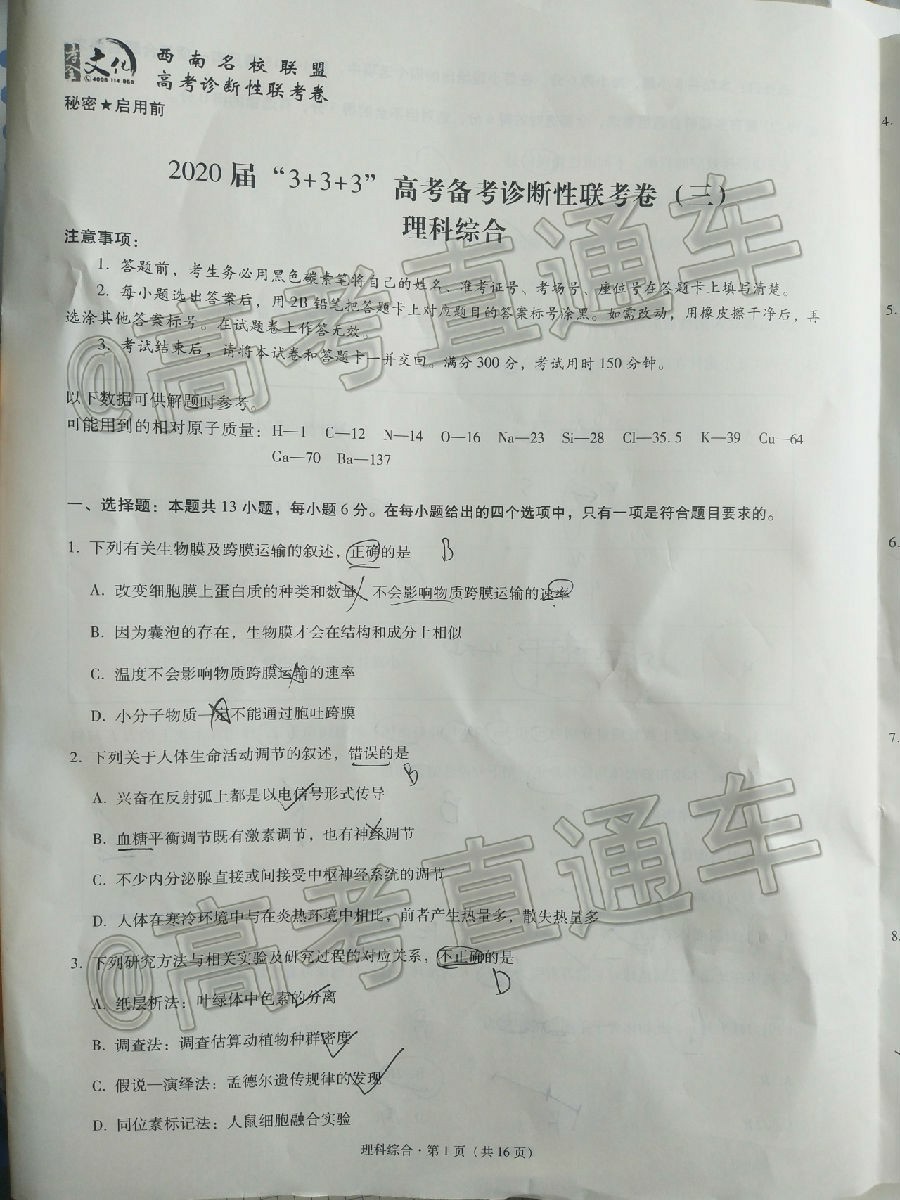 考全
文化
4008 114 066
西南名校联盟
高考诊断性联考卷
秘密★启用前
2020届“3+3+3”高考备考诊断性联考卷(三)
理科综合
注意事项:
1. 答题前,考生务必用黑色碳素笔将自己的姓名、准考证号、考场号、座位号在答题卡上填写清楚。
2. 每小题选出答案后,用2B铅笔把答题卡上对应题目的答案标号涂黑。如需改动,用橡皮擦干净后,再
选涂其他答案标号。在试题卷上作答无效。
3. 考试结束后,请将本试卷和答题卡一并交回。满分300分,考试用时150分钟。
以下数据可供解题时参考。
可能用到的相对原子质量:H—1 C—12 N—14 O—16 Na—23 Si—28 Cl—35.5 K—39 Cu—64
Ga—70 Ba—137
一、选择题:本题共13小题,每小题6分。在每小题给出的四个选项中,只有一项是符合题目要求的。
1. 下列有关生物膜及跨膜运输的叙述,正确的是 B
A. 改变细胞膜上蛋白质的种类和数量,不会影响物质跨膜运输的速率
B. 因为囊泡的存在,生物膜才会在结构和成分上相似
C. 温度不会影响物质跨膜运输的速率
D. 小分子物质一定不能通过胞吐跨膜
2. 下列关于人体生命活动调节的叙述,错误的是
B
A. 兴奋在反射弧上都是以电信号形式传导
B. 血糖平衡调节既有激素调节,也有神经调节
C. 不少内分泌腺直接或间接受中枢神经系统的调节
D. 人体在寒冷环境中与在炎热环境中相比,前者产生热量多,散失热量多
3. 下列研究方法与相关实验及研究过程的对应关系,不正确的是
D
A. 纸层析法:叶绿体中色素的分离
B. 调查法:调查估算动植物种群密度
C. 假说—演绎法:孟德尔遗传规律的发现
D. 同位素标记法:人鼠细胞融合实验
理科综合·第1页(共16页)
@高考直通车
@高考直通车
4.
5.
6.
7.
8.